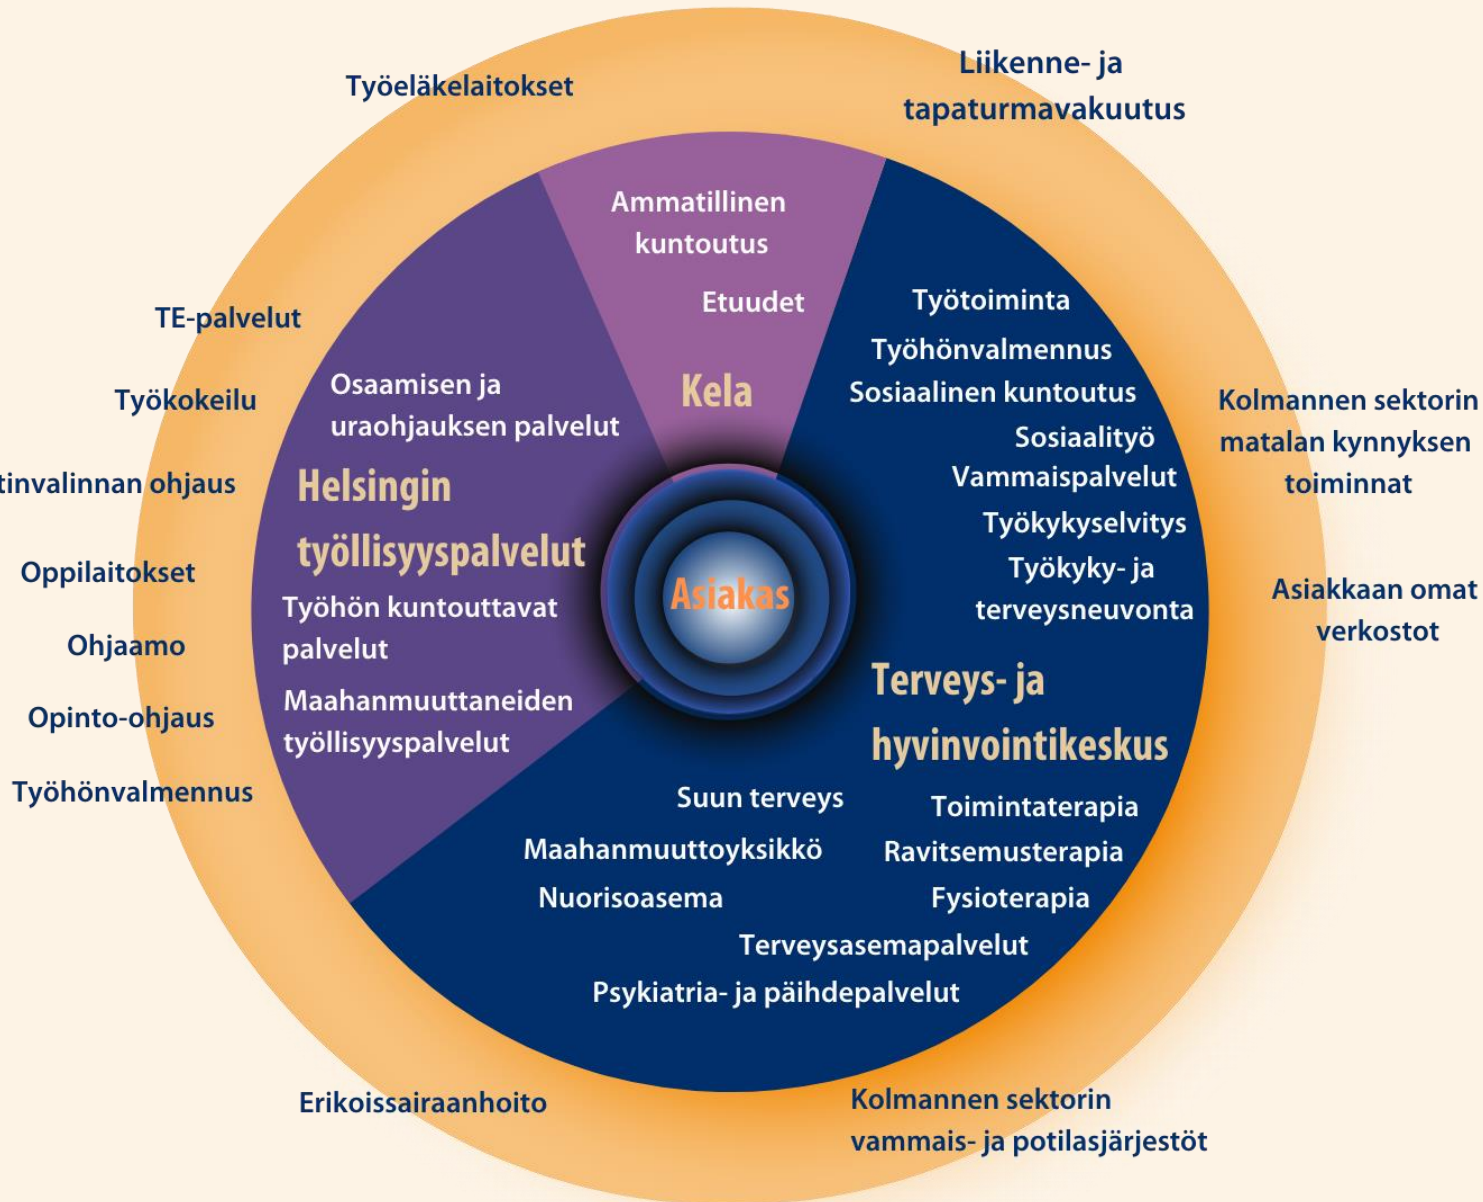 Työeläkelaitokset
Liikenne- ja
tapaturmavakuutus
Ammatillinen
kuntoutus
Etuudet
Kela
TE-palvelut
Työkokeilu
tinvalinnan ohjaus
Oppilaitokset
Ohjaamo
Opinto-ohjaus
Työhönvalmennus
Osaamisen ja
uraohjauksen palvelut
Helsingin
työllisyyspalvelut
Työhön kuntouttavat
palvelut
Maahanmuuttaneiden
työllisyyspalvelut
Asiakas
Työtoiminta
Työhönvalmennus
Sosiaalinen kuntoutus
Sosiaalityö
Vammaispalvelut
Työkykyselvitys
Työkyky- ja
terveysneuvonta
Terveys- ja
hyvinvointikeskus
Suun terveys
Toimintaterapia
Maahanmuuttoyksikkö
Ravitsemusterapia
Nuorisoasema
Fysioterapia
Terveysasemapalvelut
Psykiatria- ja päihdepalvelut
Kolmannen sektorin
matalan kynnyksen
toiminnat
Asiakkaan omat
verkostot
Erikoissairaanhoito
Kolmannen sektorin
vammais- ja potilasjärjestöt